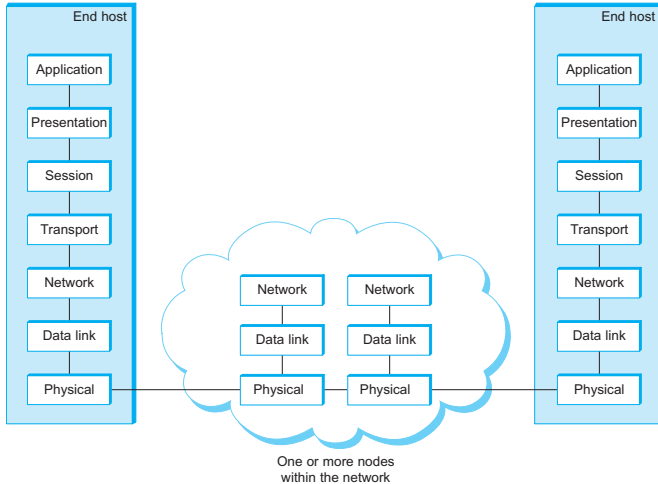 End host
Application
Presentation
Session
Transport
Network
Data link
Physical
Network
Data link
Physical
Network
Data link
Physical
One or more nodes
within the network
End host
Application
Presentation
Session
Transport
Network
Data link
Physical